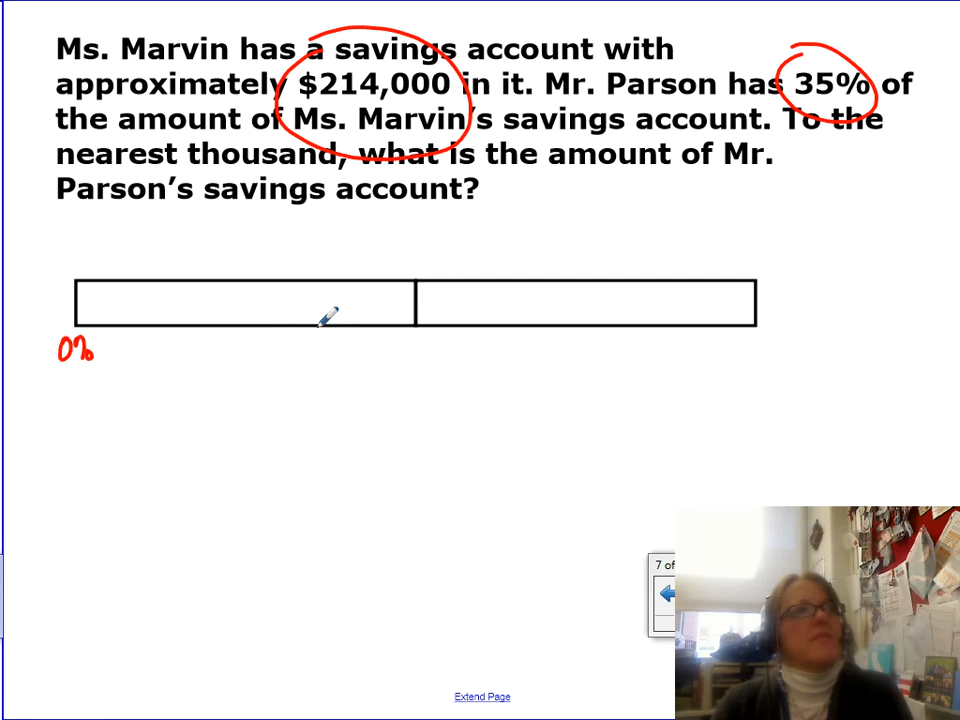 Ms. Marvin has a savings account with
approximately $214,000 in it. Mr. Parson has 35% of
the amount of Ms. Marvin's savings account. To the
nearest thousand, what is the amount of Mr.
Parson's savings account?
0%
7 of
Extend Page